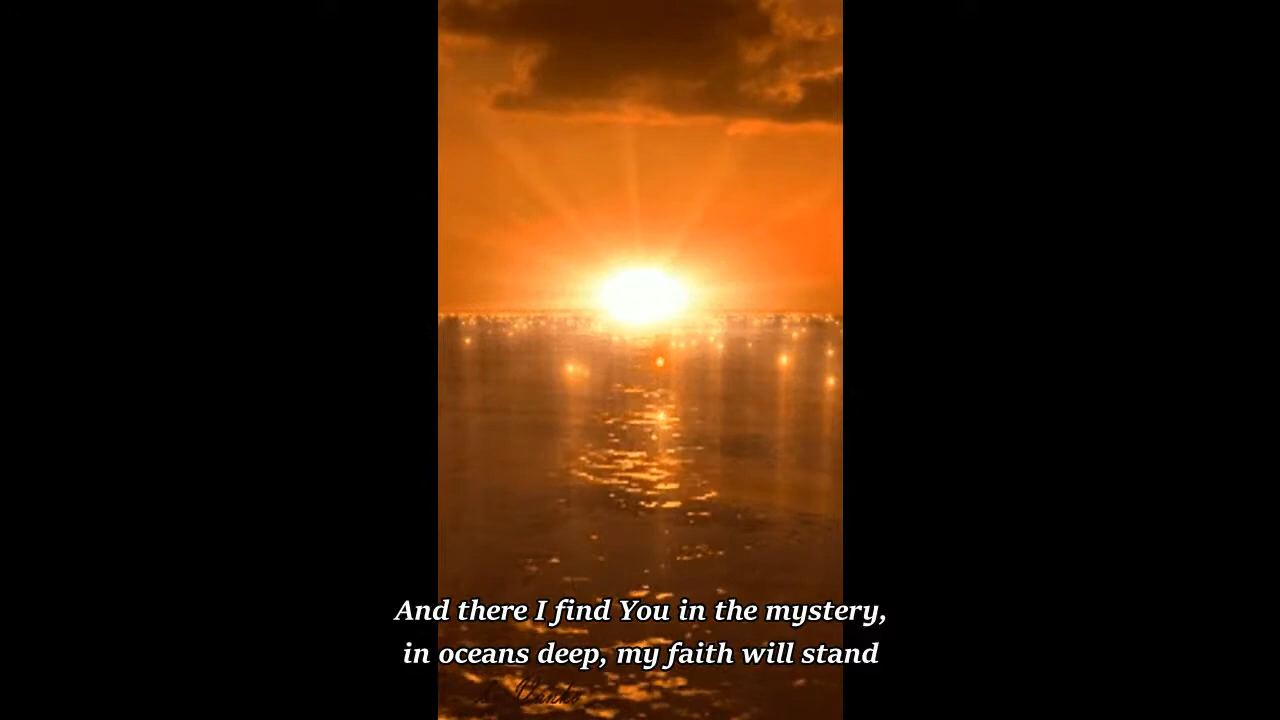 And there I find You in the mystery,
in oceans deep, my faith will stand